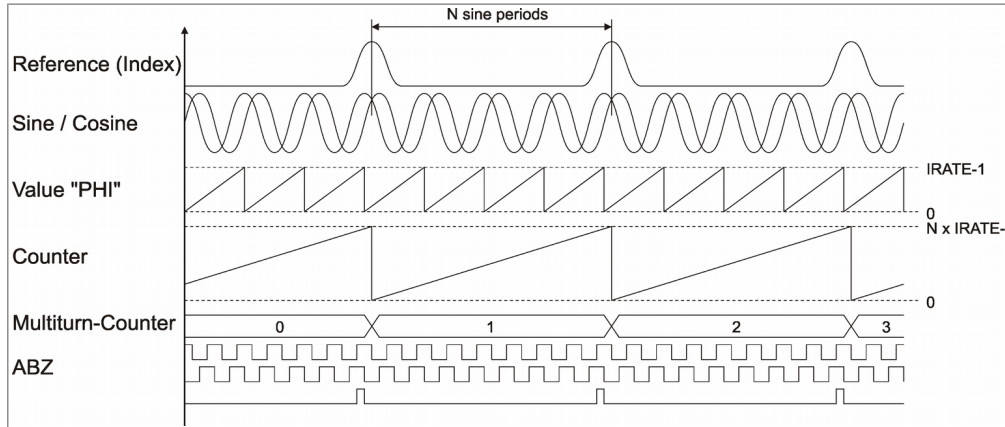 N sine periods
Reference (Index)
Sine / Cosine
IRATE-1
Value "PHI"
0
N x IRATE-
Counter
0
Multiturn-Counter
0 1 2 3
ABZ